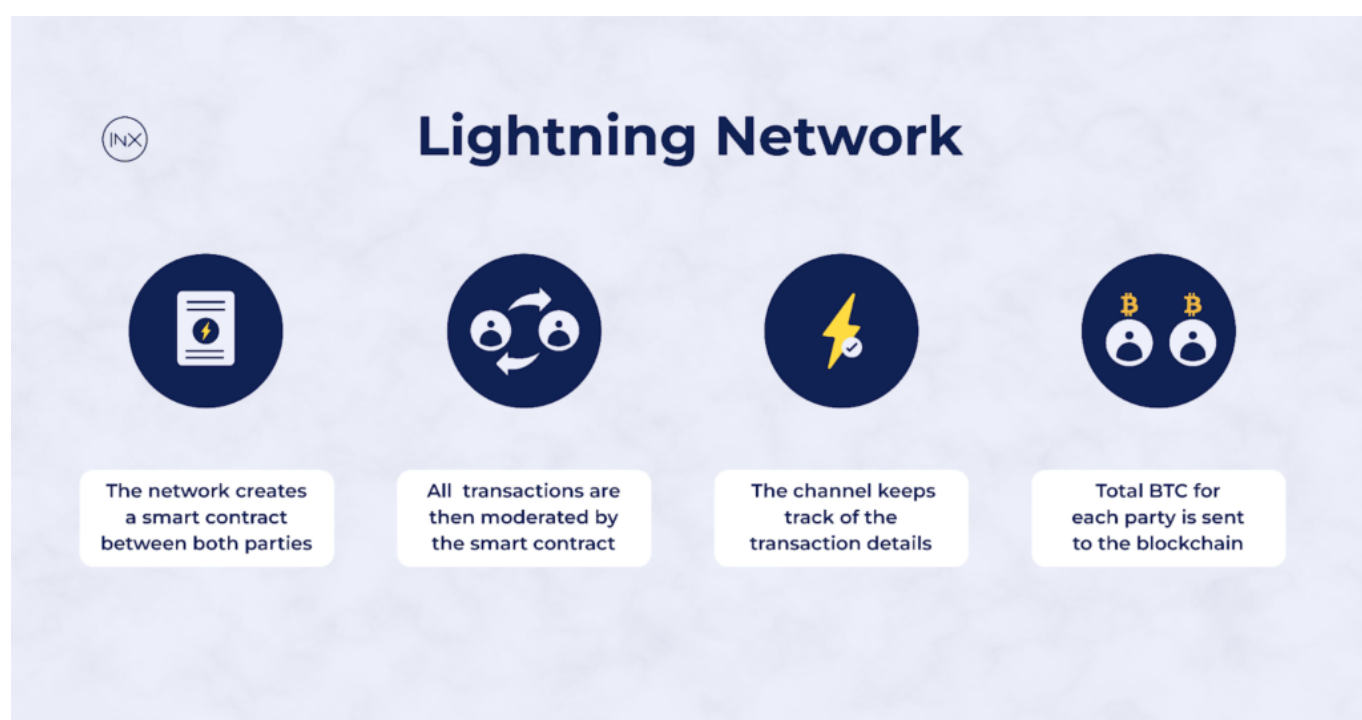 INX
Lightning Network
The network creates
a smart contract
between both parties
All transactions are
then moderated by
the smart contract
The channel keeps
track of the
transaction details
Total BTC for
each party is sent
to the blockchain